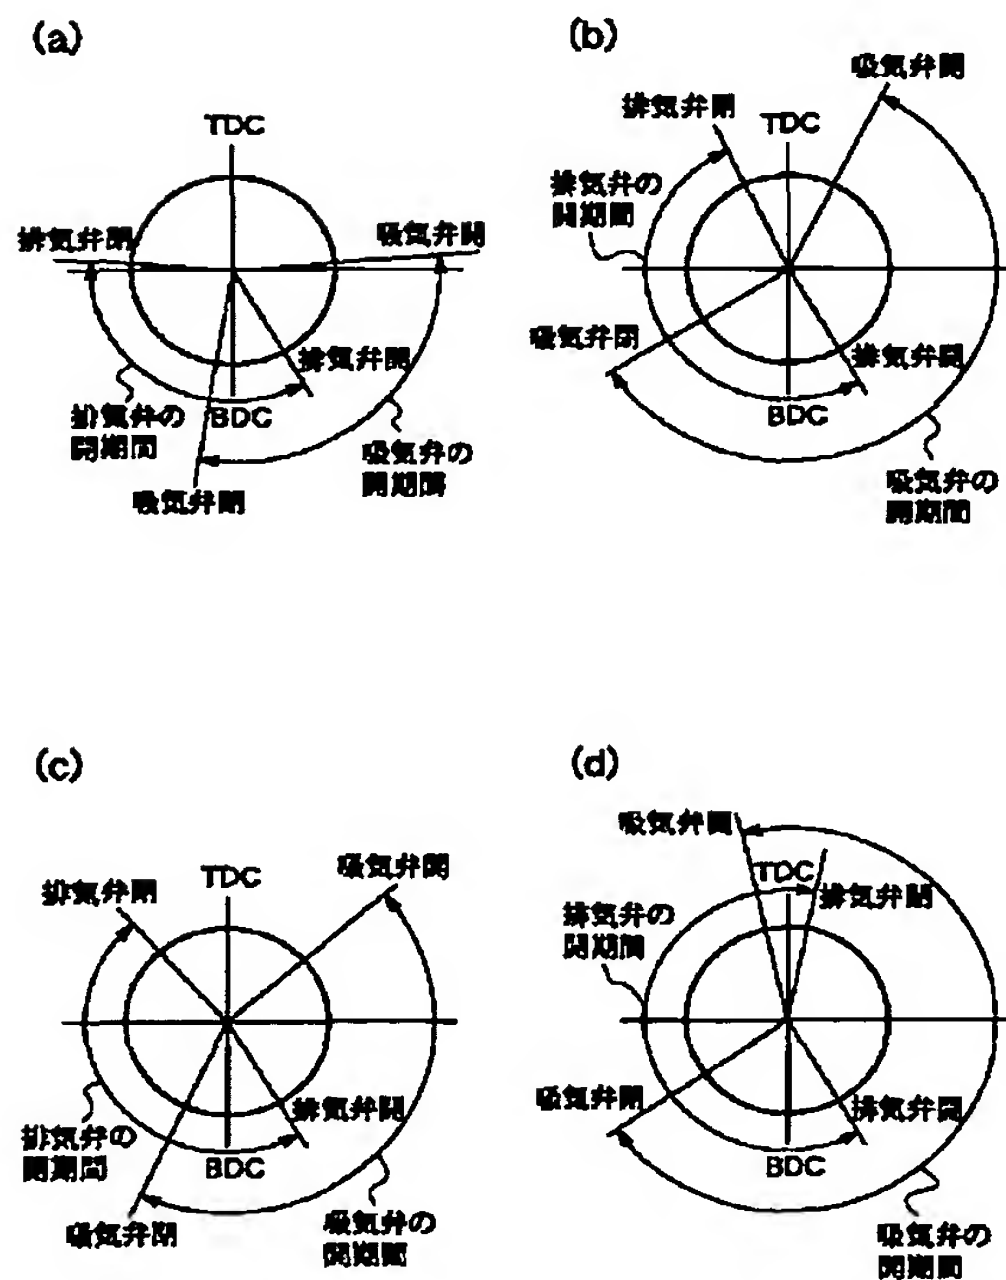 (a)
TDC
排気弁閉
吸気弁開
排気弁開
BDC
排気弁の
開期間
吸気弁の
開期間
吸気弁閉
(b)
吸気弁開
排気弁閉
TDC
排気弁の
開期間
吸気弁閉
排気弁開
BDC
吸気弁の
開期間
(c)
TDC
吸気弁開
排気弁閉
排気弁開
排気弁の
開期間
BDC
吸気弁閉
吸気弁の
開期間
(d)
吸気弁開
TDC
排気弁閉
排気弁の
開期間
吸気弁閉
排気弁開
BDC
吸気弁の
開期間